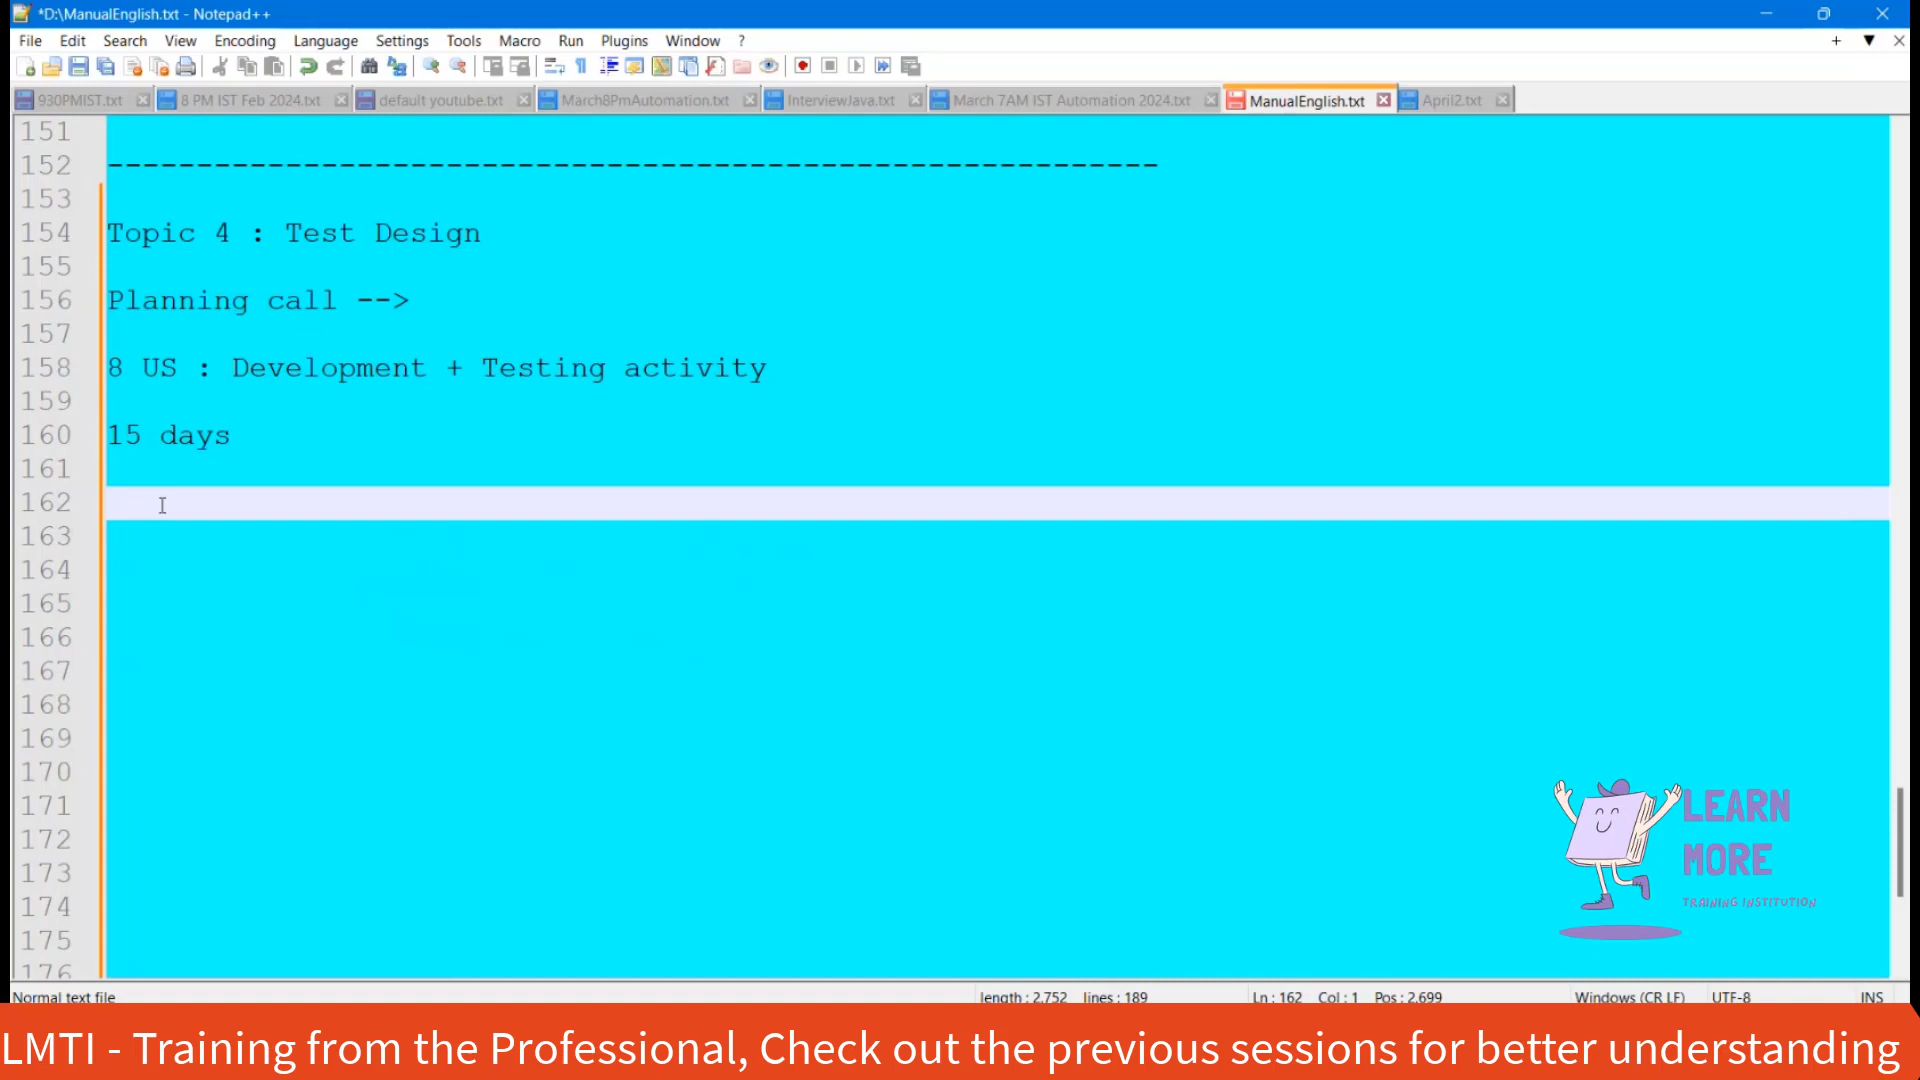 *D:\ManualEnglish.txt - Notepad++
File Edit Search View Encoding Language Settings Tools Macro Run Plugins Window ?
930PMIST.txt 8 PM IST Feb 2024.txt default youtube.txt March8PmAutomation.txt InterviewJava.txt March 7AM IST Automation 2024.txt ManualEnglish.txt April2.txt
151
152 -----------------------------------------------------------
153
154 Topic 4 : Test Design
155
156 Planning call -->
157
158 8 US : Development + Testing activity
159
160 15 days
161
162
163
164
165
166
167
168
169
170
171
172
173
174
175
176
LEARN
MORE
TRAINING INSTITUTION
Normal text file length : 2,752 lines : 189 Ln : 162 Col : 1 Pos : 2,699 Windows (CR LF) UTF-8 INS
LMTI - Training from the Professional, Check out the previous sessions for better understanding